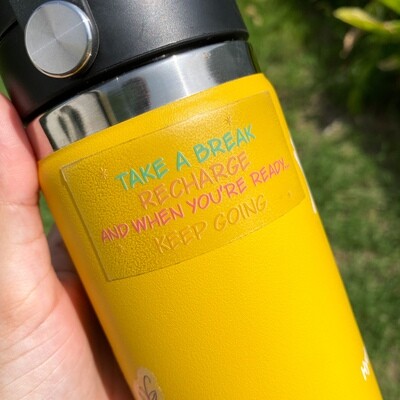 TAKE A BREAK
RECHARGE
AND WHEN YOU'RE READY...
KEEP GOING